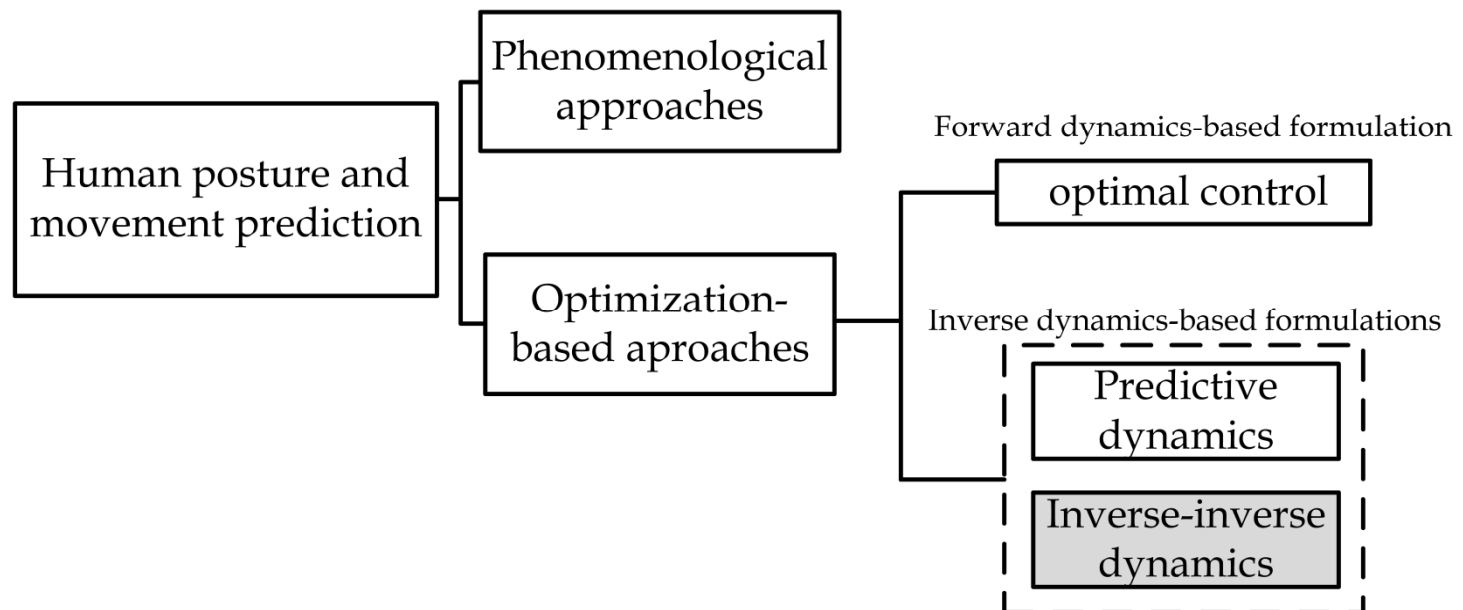 Phenomenological
approaches
Human posture and
movement prediction
Optimization-
based aproaches
Forward dynamics-based formulation
optimal control
Inverse dynamics-based formulations
Predictive
dynamics
Inverse-inverse
dynamics